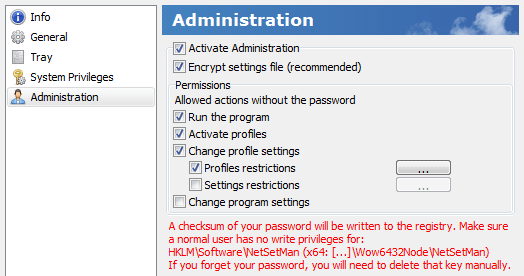 Info
General
Tray
System Privileges
Administration
Administration
Activate Administration
Encrypt settings file (recommended)
Permissions
Allowed actions without the password
Run the program
Activate profiles
Change profile settings
Profiles restrictions
...
Settings restrictions
...
Change program settings
A checksum of your password will be written to the registry. Make sure
a normal user has no write privileges for:
HKLM\Software\NetSetMan (x64: [...]\Wow6432Node\NetSetMan)
If you forget your password, you will need to delete that key manually.